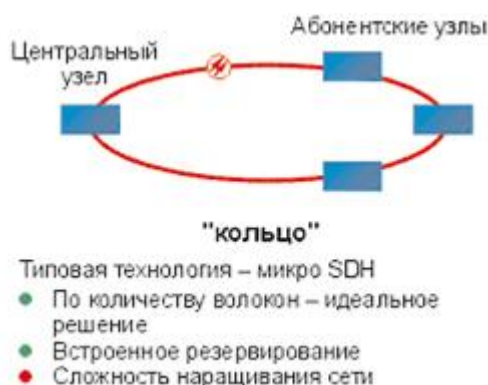 Абонентские узлы
Центральный
узел
"кольцо"
Типовая технология – микро SDH
По количеству волокон – идеальное
решение
Встроенное резервирование
Сложность наращивания сети